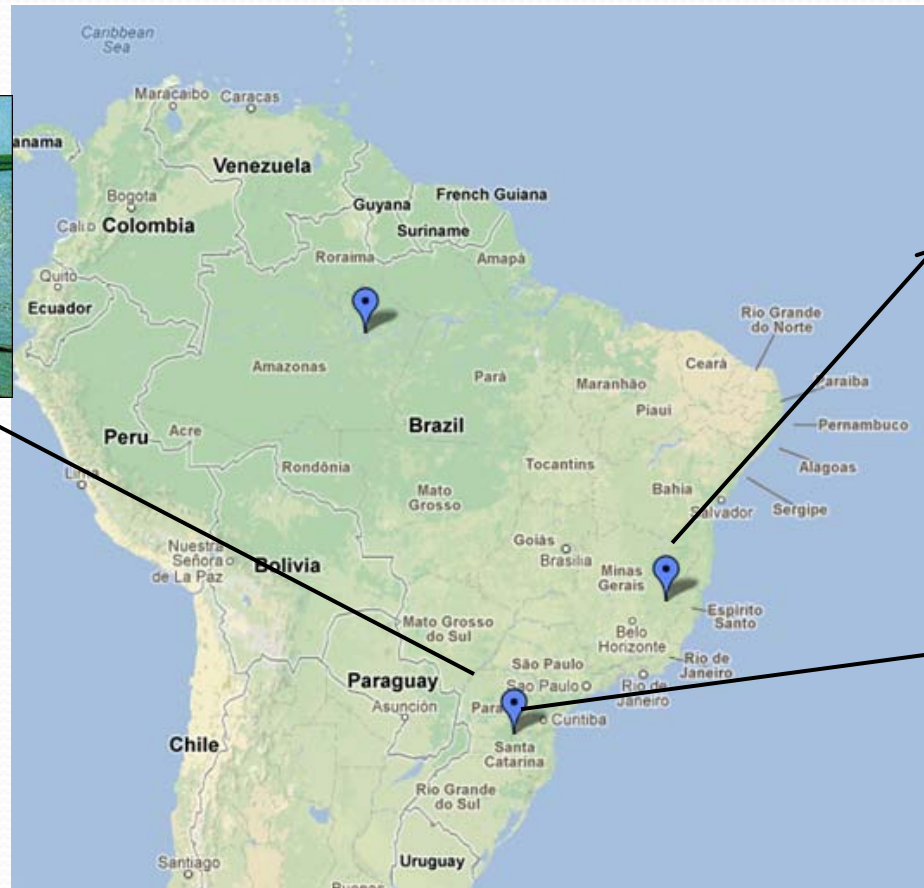 Caribbean
Sea
Maracaibo
Caracas
anama
Venezuela
Bogota
Guyana
French Guiana
Cali
Colombia
Suriname
Roraima
Amapá
Quito
Ecuador
Rio Grande
do Norte
Amazonas
Pará
Ceará
Maranhão
Paraiba
Piaui
Pernambuco
Peru
Acre
Brazil
Rondônia
Tocantins
Alagoas
Lima
Mato
Grosso
Bahia
Salvador
Sergipe
Nuestra
Señora
de La Paz
Bolivia
Goiás
Brasilia
Minas
Gerais
Espirito
Santo
Mato Grosso
do Sul
Belo
Horizonte
Rio de
Janeiro
São Paulo
Sao Paulo
Rio de
Janeiro
Paraguay
Asunción
Para
Curitiba
Chile
Santa
Catarina
Rio Grande
do Sul
Santiago
Uruguay
Buenos